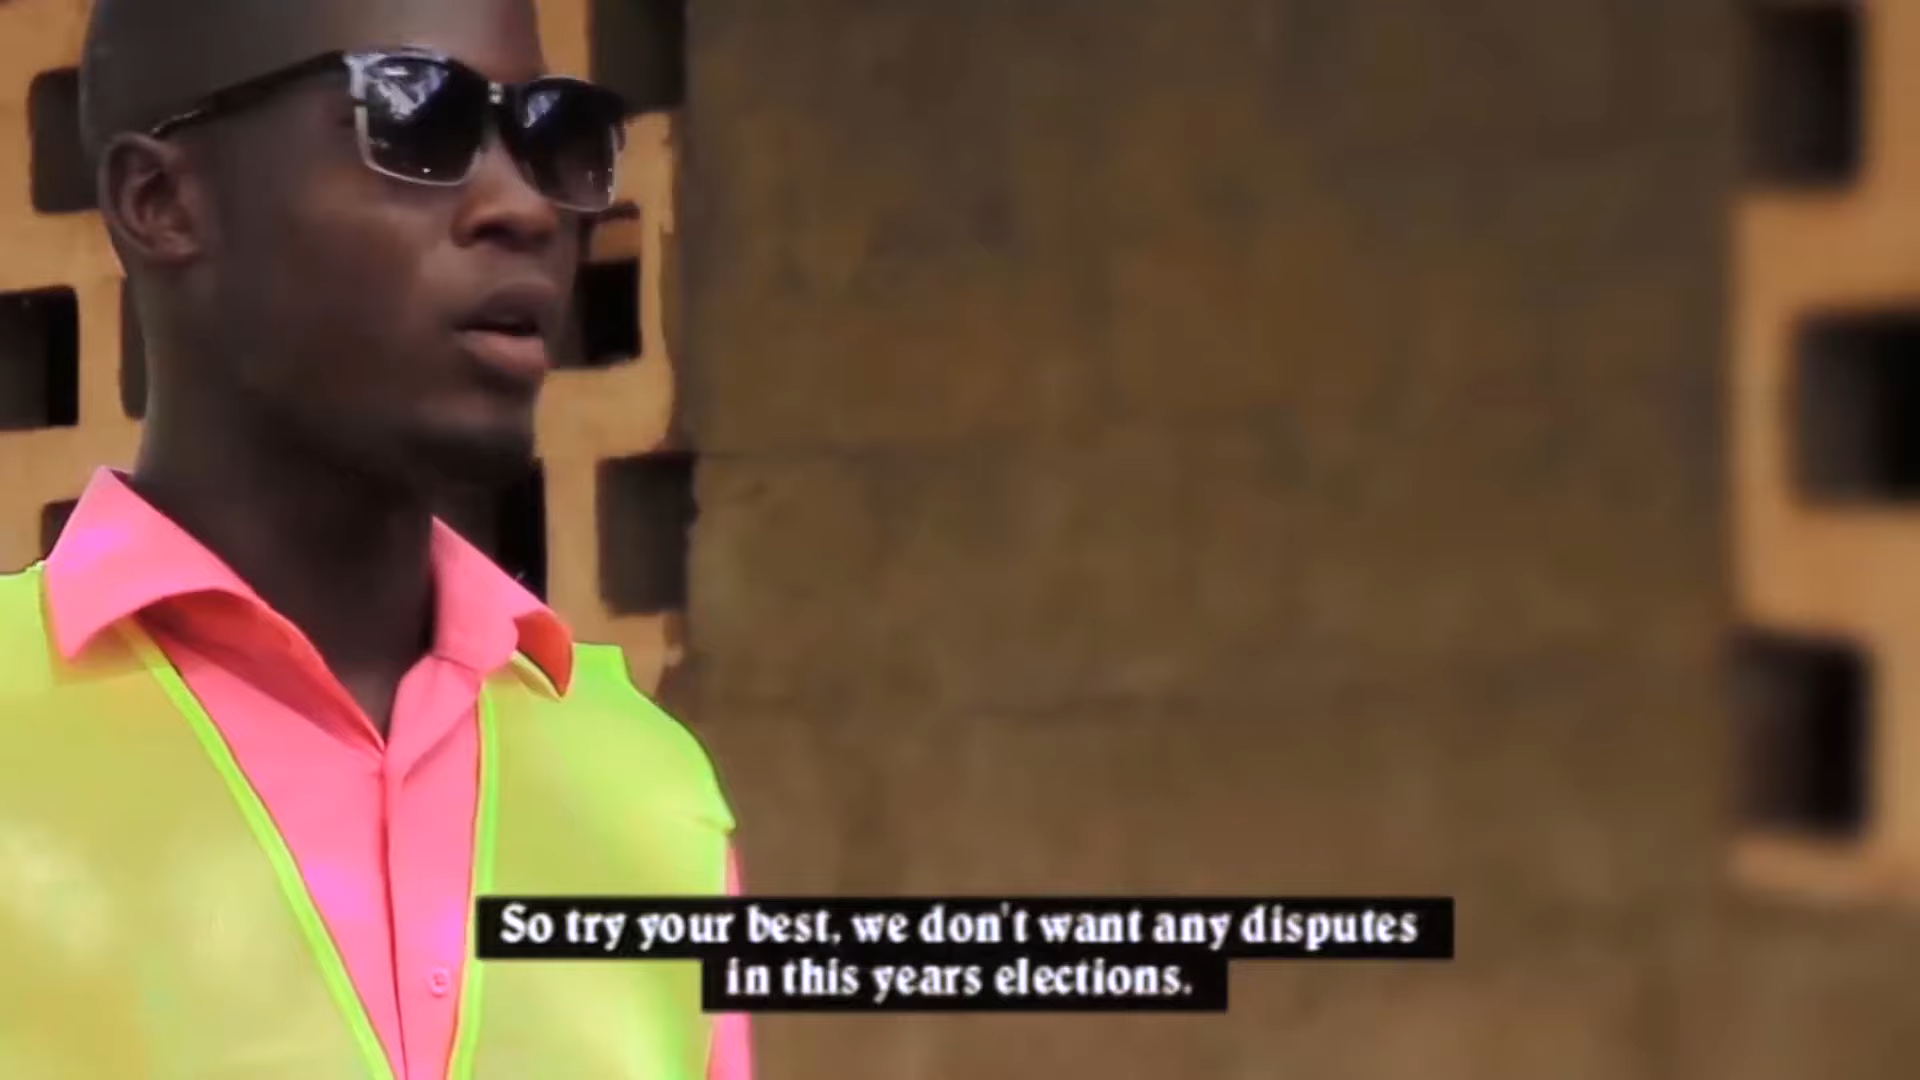 So try your best, we don't want any disputes
in this years elections.